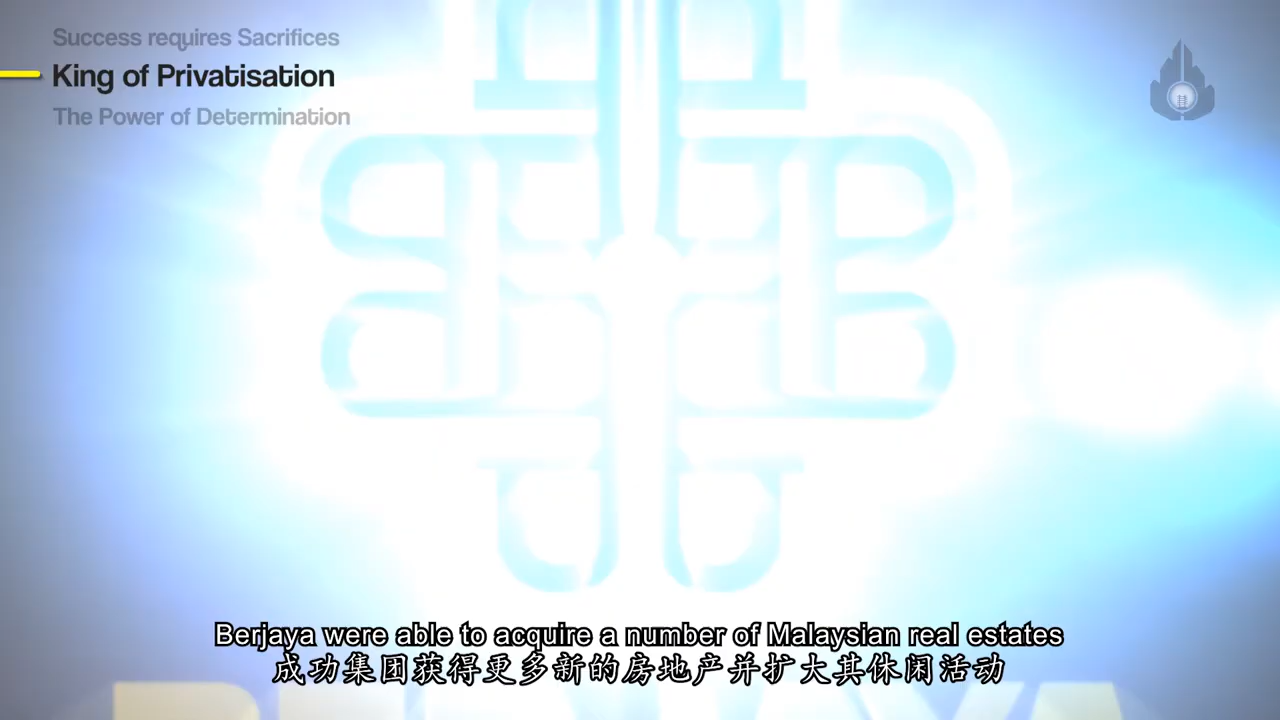 Success requires Sacrifices
King of Privatisation
The Power of Determination
Berjaya were able to acquire a number of Malaysian real estates
成功集团获得更多新的房地产并扩大其休闲活动